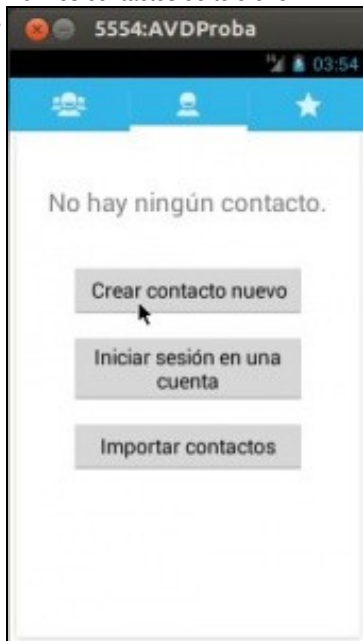 5554:AVDProba
03:54
No hay ningún contacto.
Crear contacto nuevo
Iniciar sesión en una
cuenta
Importar contactos